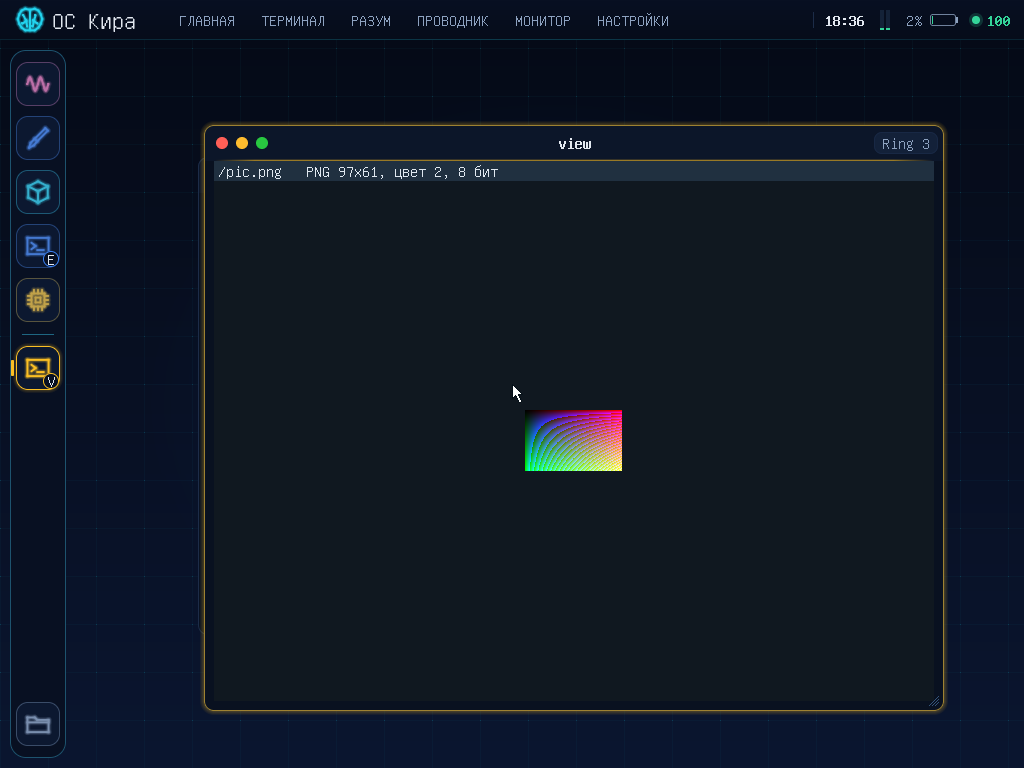 ОС Кира ГЛАВНАЯ ТЕРМИНАЛ РАЗУМ ПРОВОДНИК МОНИТОР НАСТРОЙКИ 18:36 2% 100
view Ring 3
/pic.png PNG 97x61, цвет 2, 8 бит
E
V